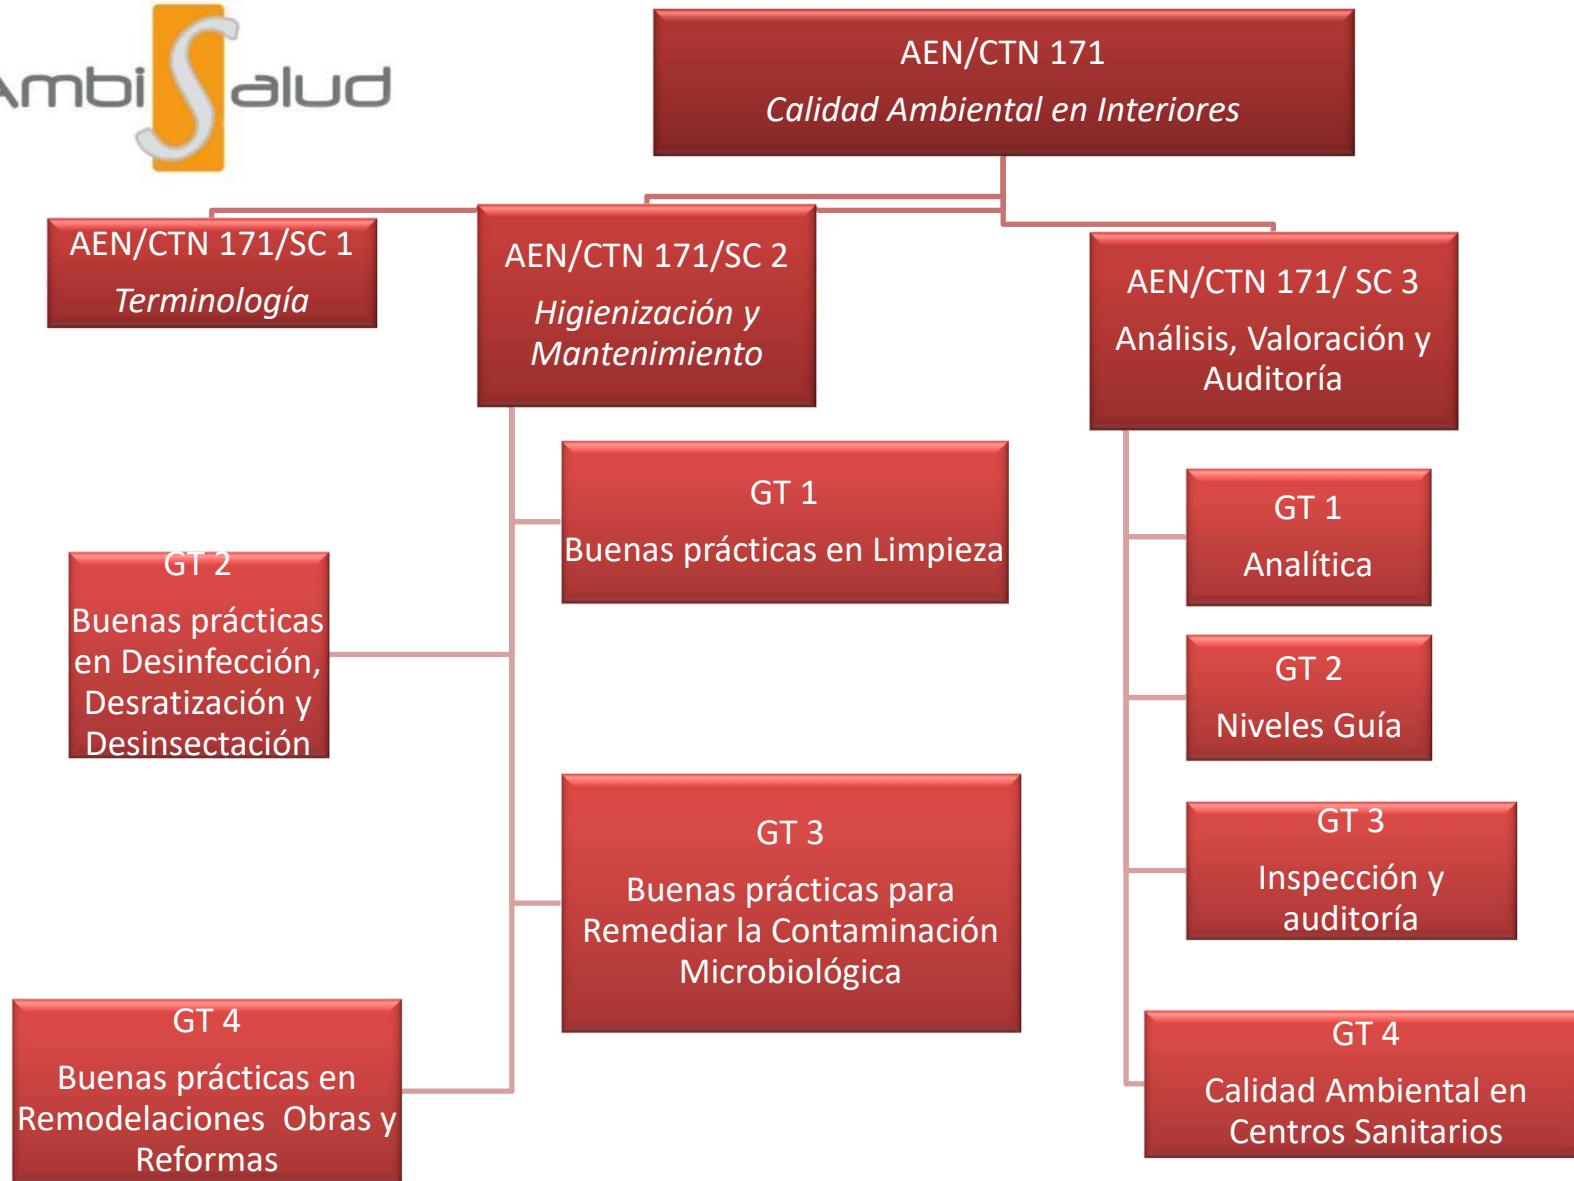 AmbiSalud
AEN/CTN 171
Calidad Ambiental en Interiores
AEN/CTN 171/SC 1
Terminología
AEN/CTN 171/SC 2
Higienización y
Mantenimiento
AEN/CTN 171/ SC 3
Análisis, Valoración y
Auditoría
GT 1
Buenas prácticas en Limpieza
GT 2
Buenas prácticas
en Desinfección,
Desratización y
Desinsectación
GT 3
Buenas prácticas para
Remediar la Contaminación
Microbiológica
GT 4
Buenas prácticas en
Remodelaciones  Obras y
Reformas
GT 1
Analítica
GT 2
Niveles Guía
GT 3
Inspección y
auditoría
GT 4
Calidad Ambiental en
Centros Sanitarios